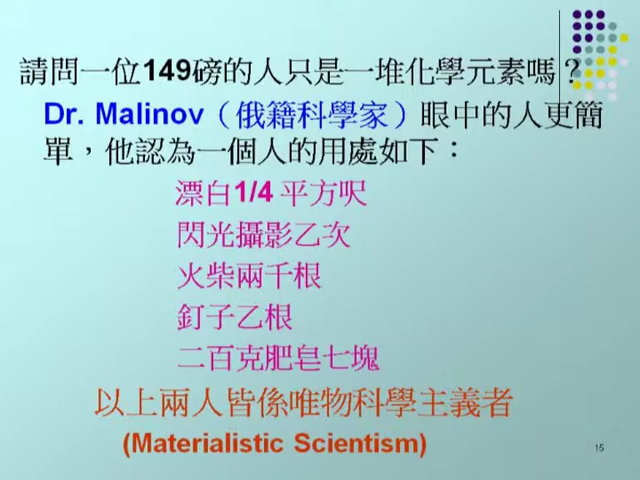 請問一位149磅的人只是一堆化學元素嗎？
Dr. Malinov（俄籍科學家）眼中的人更簡
單，他認為一個人的用處如下：
漂白1/4 平方呎
閃光攝影乙次
火柴兩千根
釘子乙根
二百克肥皂七塊
以上兩人皆係唯物科學主義者
(Materialistic Scientism)
15